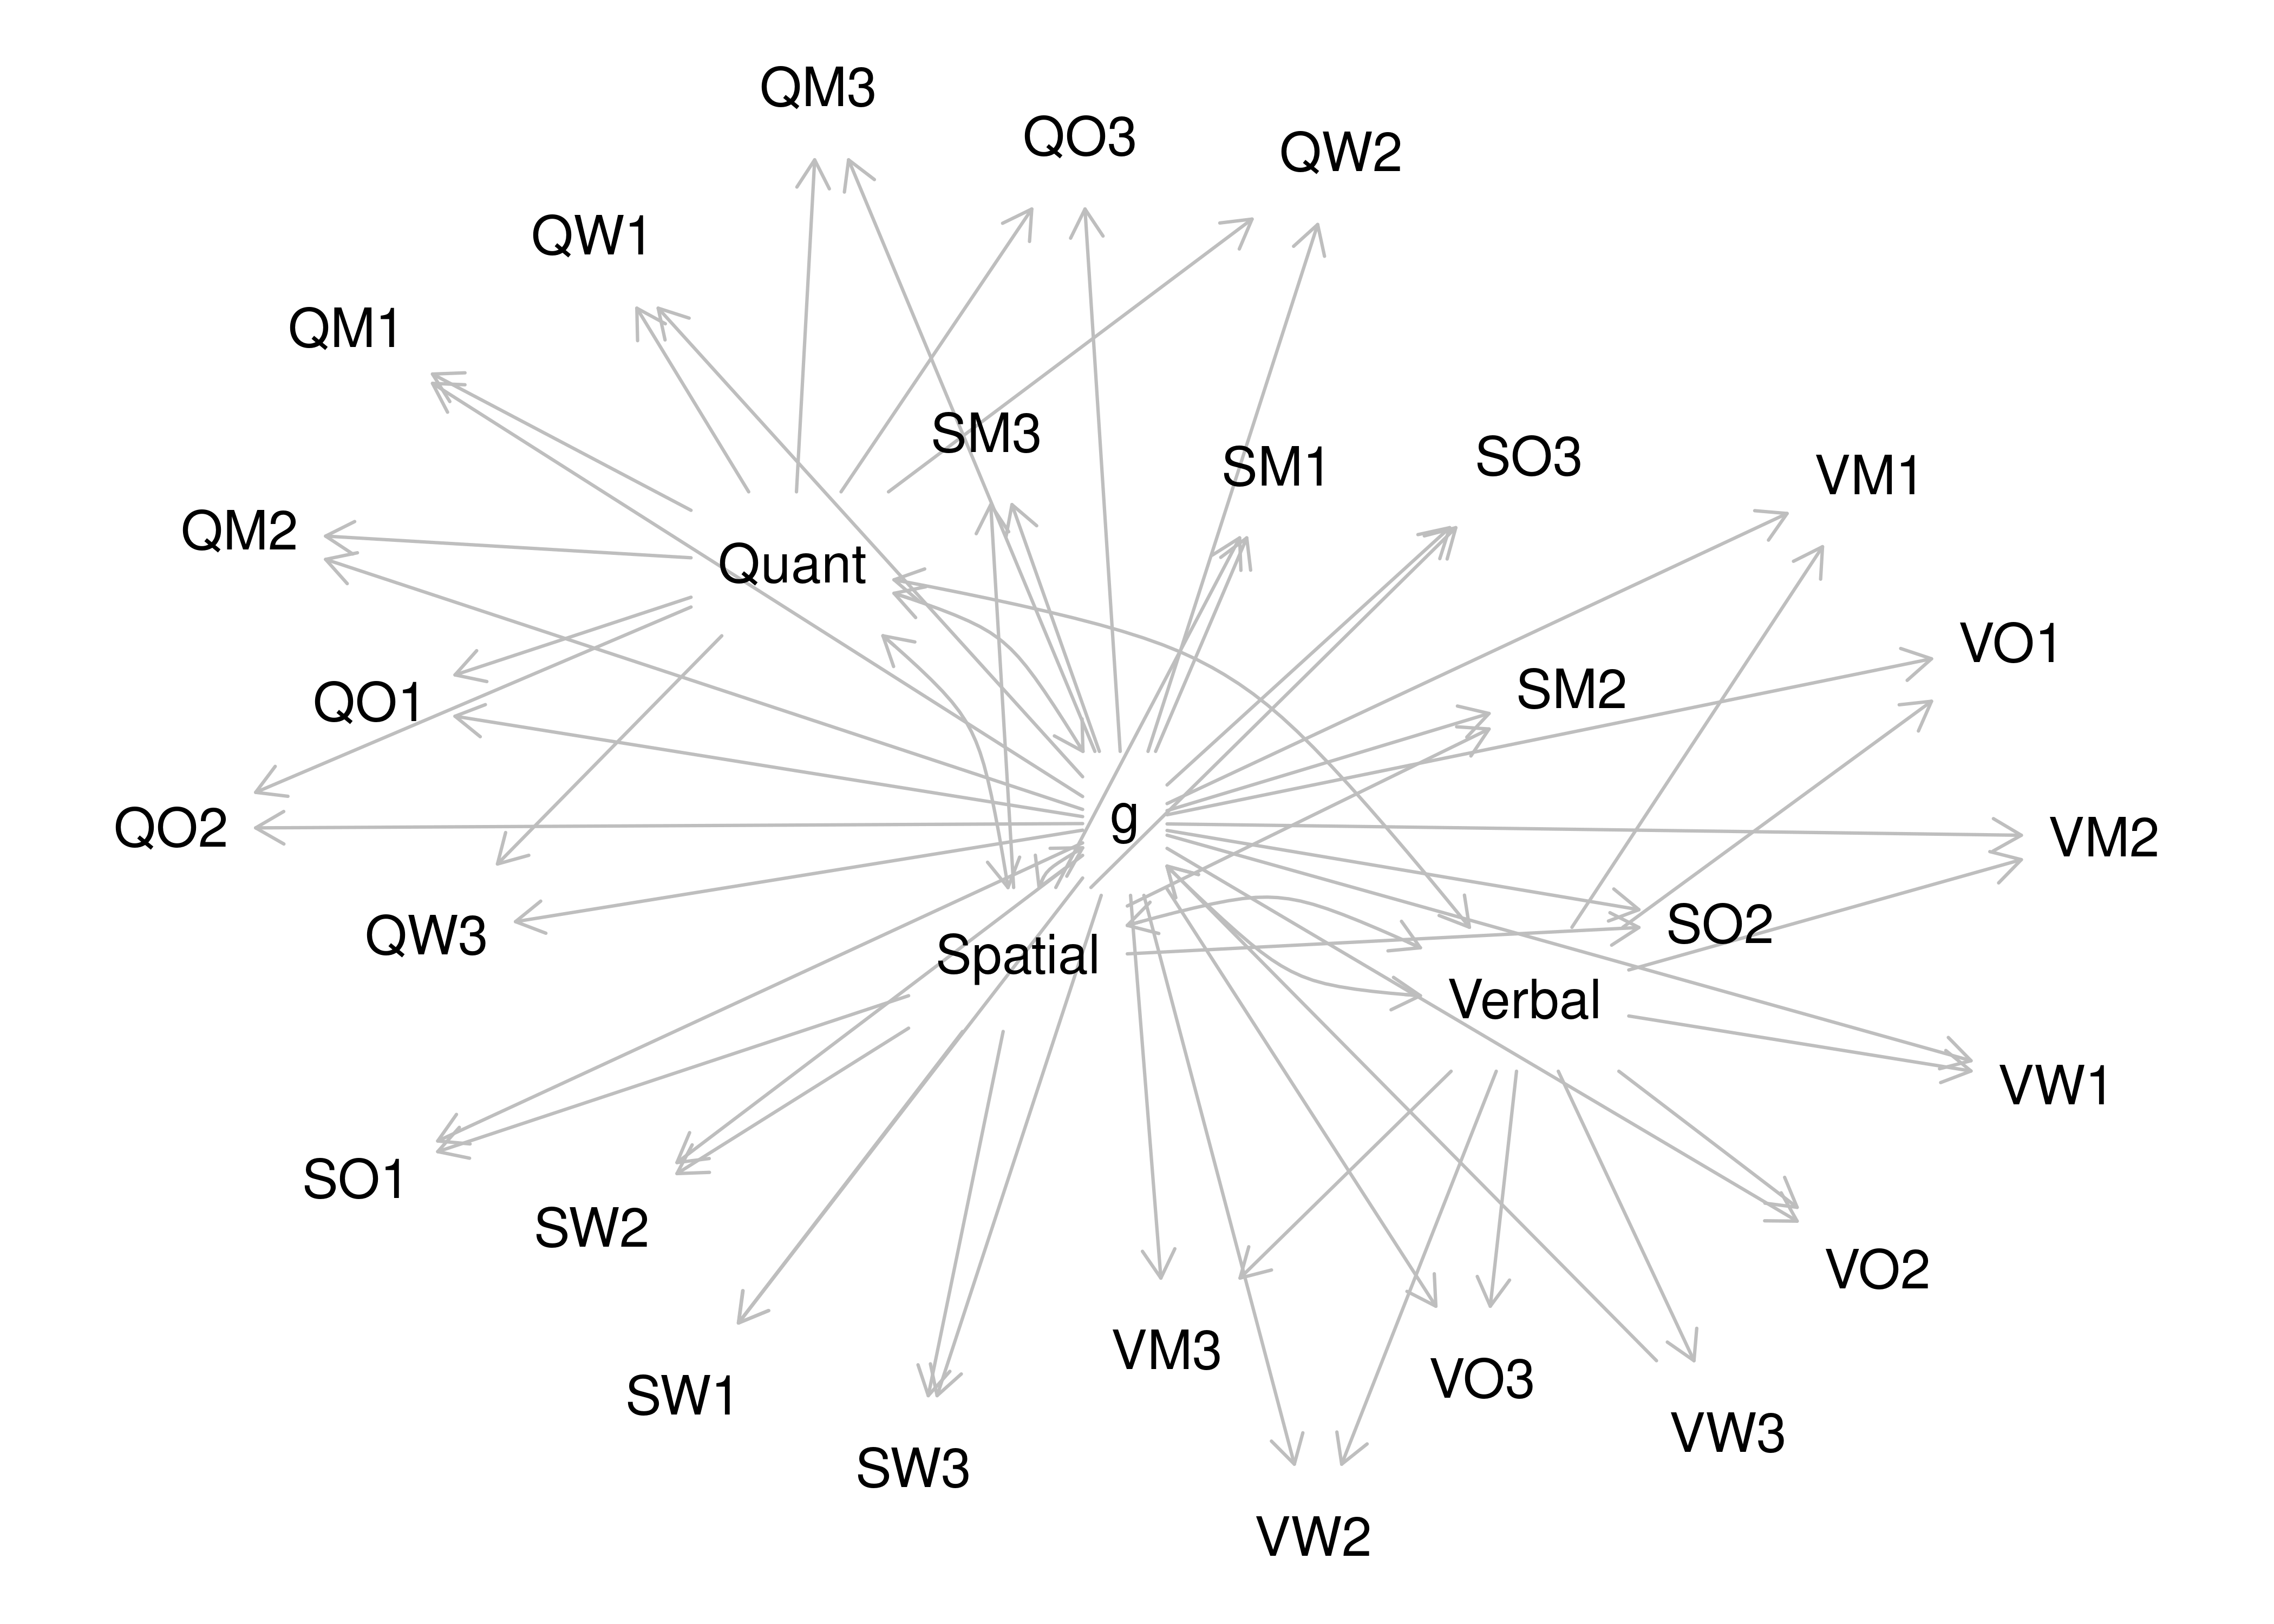 QM3
QO3
QW2
QW1
QM1
SM3
SM1
SO3
VM1
QM2
Quant
VO1
SM2
QO1
g
QO2
VM2
QW3
SO2
Spatial
Verbal
VW1
SO1
SW2
VO2
VM3
VO3
SW1
VW3
SW3
VW2